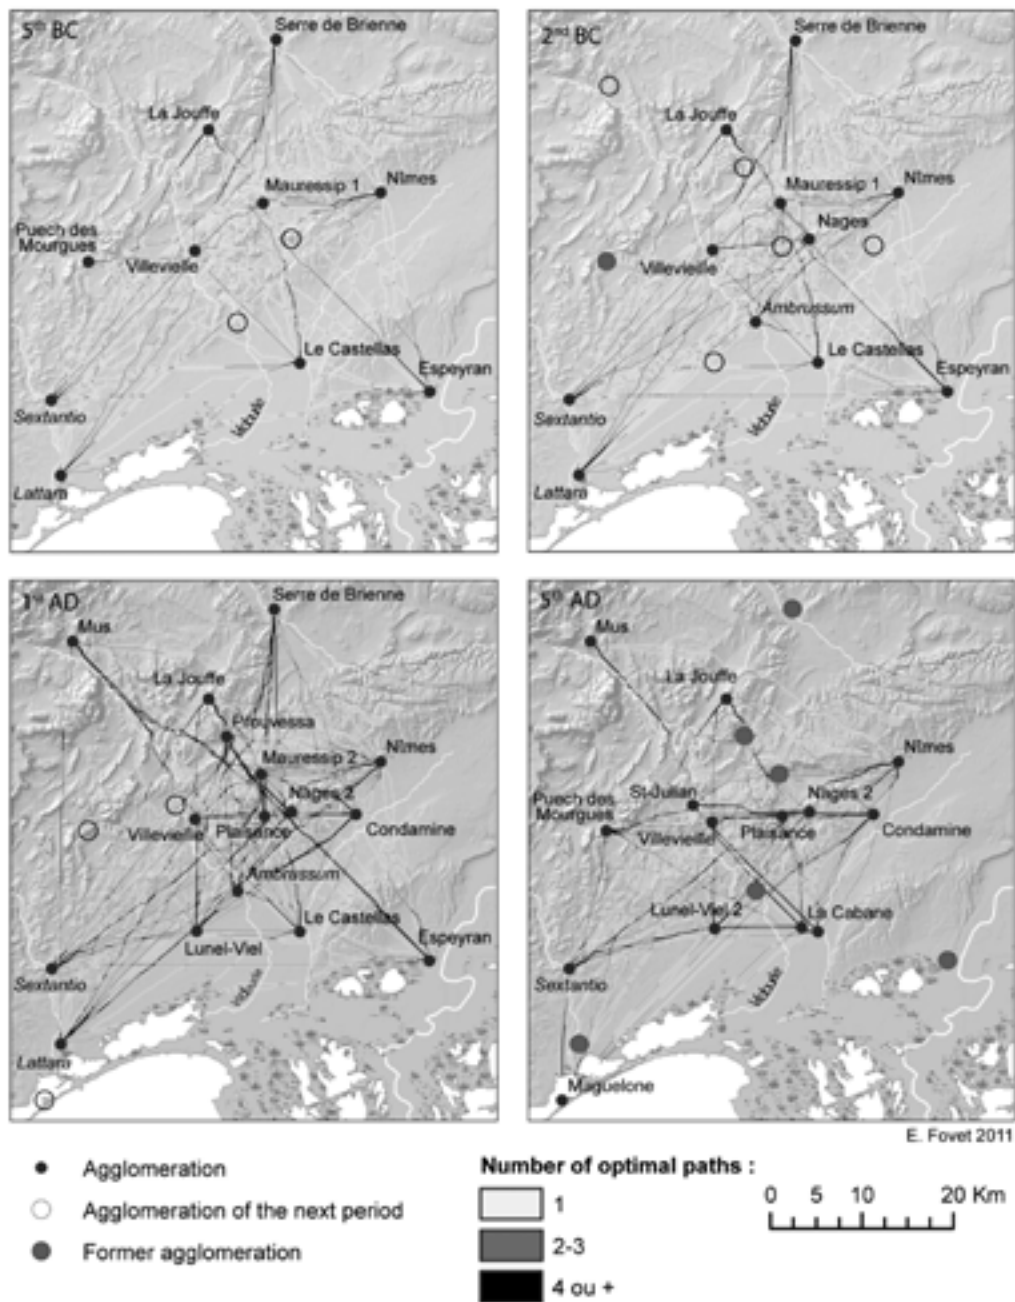 5th BC
Serre de Brienne
La Jouffe
Mauressip 1
Nîmes
Puech des
Mourgues
Villevieille
Le Castellas
Espeyran
Sextantio
Vidourle
Lattara
2nd BC
Serre de Brienne
La Jouffe
Mauressip 1
Nîmes
Nages
Villevieille
Ambrussum
Le Castellas
Espeyran
Sextantio
Vidourle
Lattara
1st AD
Serre de Brienne
Mus
La Jouffe
Prouvessa
Mauressip 2
Nîmes
Nages 2
Villevieille
Plaisance
Condamine
Ambrussum
Le Castellas
Lunel-Viel
Espeyran
Sextantio
Vidourle
Lattara
5th AD
Mus
La Jouffe
Nîmes
St-Julian
Nages 2
Puech des
Mourgues
Villevieille
Plaisance
Condamine
Lunel-Viel 2
La Cabane
Sextantio
Vidourle
Maguelone
E. Fovet 2011
Agglomeration
Agglomeration of the next period
Former agglomeration
Number of optimal paths :
1
2-3
4 ou +
0 5 10 20 Km